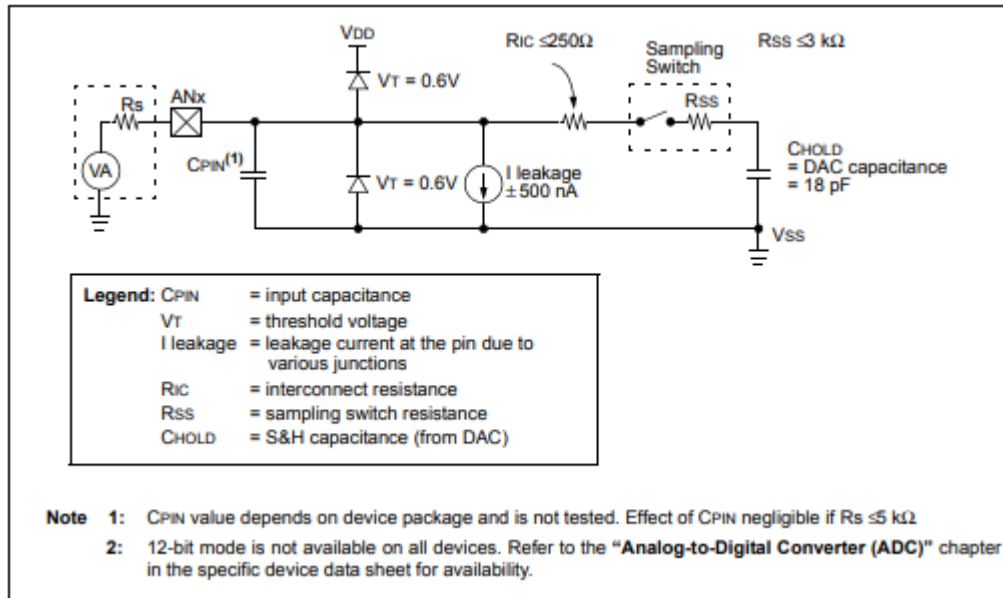 VDD
RIC ≤250Ω
Sampling
Switch
RSS ≤3 kΩ
VT = 0.6V
Rs
ANx
RSS
VA
CPIN(1)
VT = 0.6V
I leakage
±500 nA
CHOLD
= DAC capacitance
= 18 pF
VSS
Legend: CPIN = input capacitance
VT = threshold voltage
I leakage = leakage current at the pin due to
various junctions
RIC = interconnect resistance
RSS = sampling switch resistance
CHOLD = S&H capacitance (from DAC)
Note 1: CPIN value depends on device package and is not tested. Effect of CPIN negligible if Rs ≤5 kΩ
2: 12-bit mode is not available on all devices. Refer to the “Analog-to-Digital Converter (ADC)” chapter
in the specific device data sheet for availability.